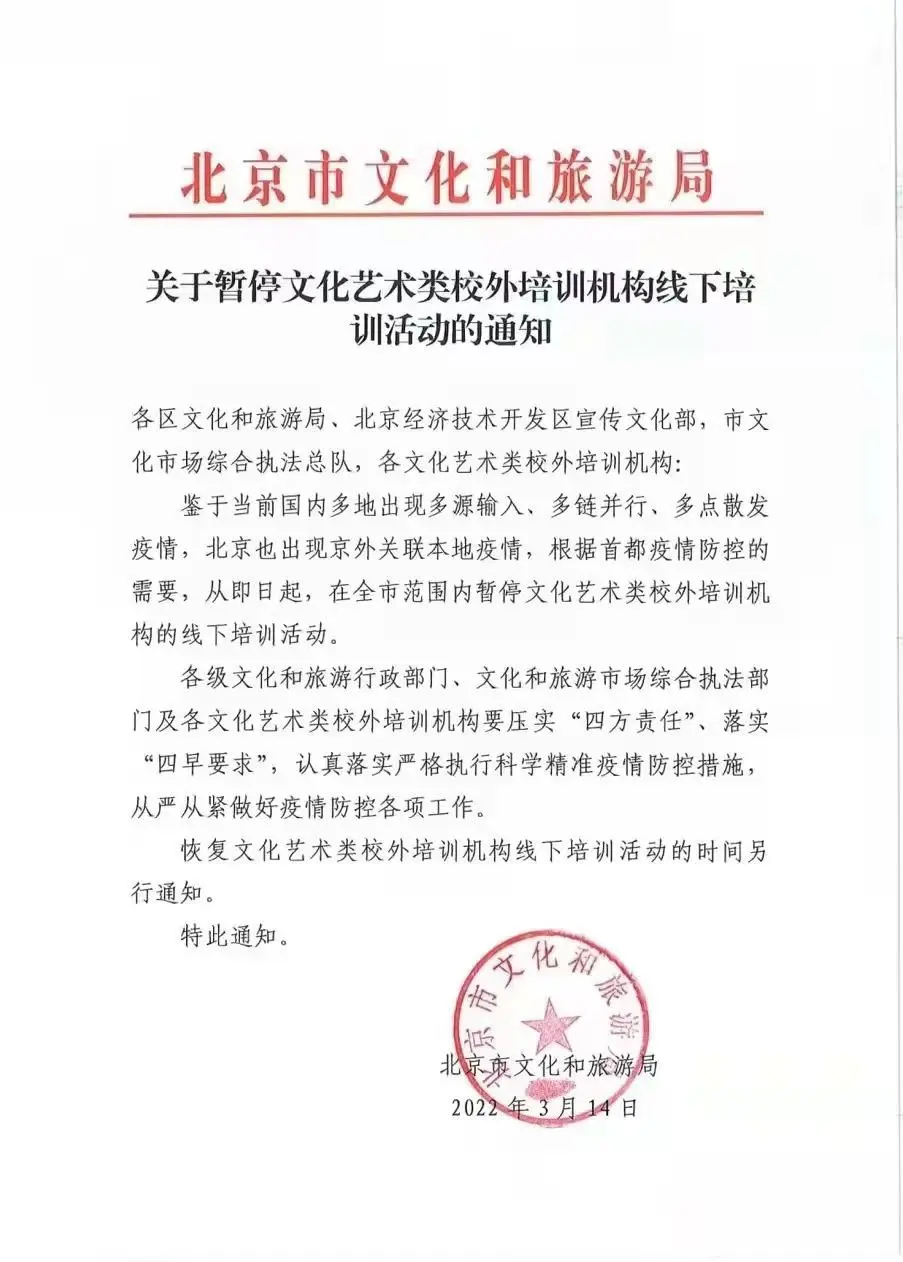 北京市文化和旅游局
关于暂停文化艺术类校外培训机构线下培
训活动的通知
各区文化和旅游局、北京经济技术开发区宣传文化部，市文
化市场综合执法总队，各文化艺术类校外培训机构：
鉴于当前国内多地出现多源输入、多链并行、多点散发
疫情，北京也出现京外关联本地疫情，根据首都疫情防控的
需要，从即日起，在全市范围内暂停文化艺术类校外培训机
构的线下培训活动。
各级文化和旅游行政部门、文化和旅游市场综合执法部
门及各文化艺术类校外培训机构要压实“四方责任”、落实
“四早要求”，认真落实严格执行科学精准疫情防控措施，
从严从紧做好疫情防控各项工作。
恢复文化艺术类校外培训机构线下培训活动的时间另
行通知。
特此通知。
北京市文化和旅游局
北京市文化和旅游局
2022 年 3 月 14 日